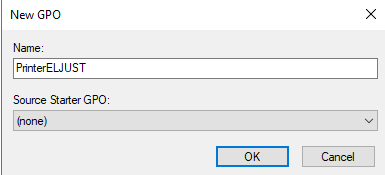 New GPO
Name:
PrinterELJUST
Source Starter GPO:
(none)
OK Cancel